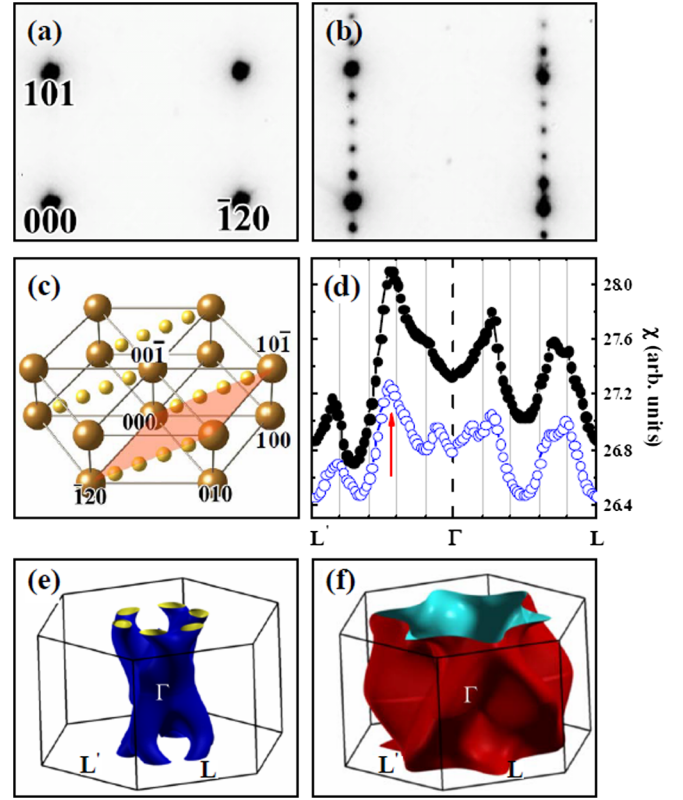 (a)
101
000
1̄20
(b)
(c)
001̄
101̄
000
100
1̄20
010
(d)
28.0
27.6
27.2
26.8
26.4
χ (arb. units)
L' Γ L
(e)
Γ
L' L
(f)
Γ
L' L